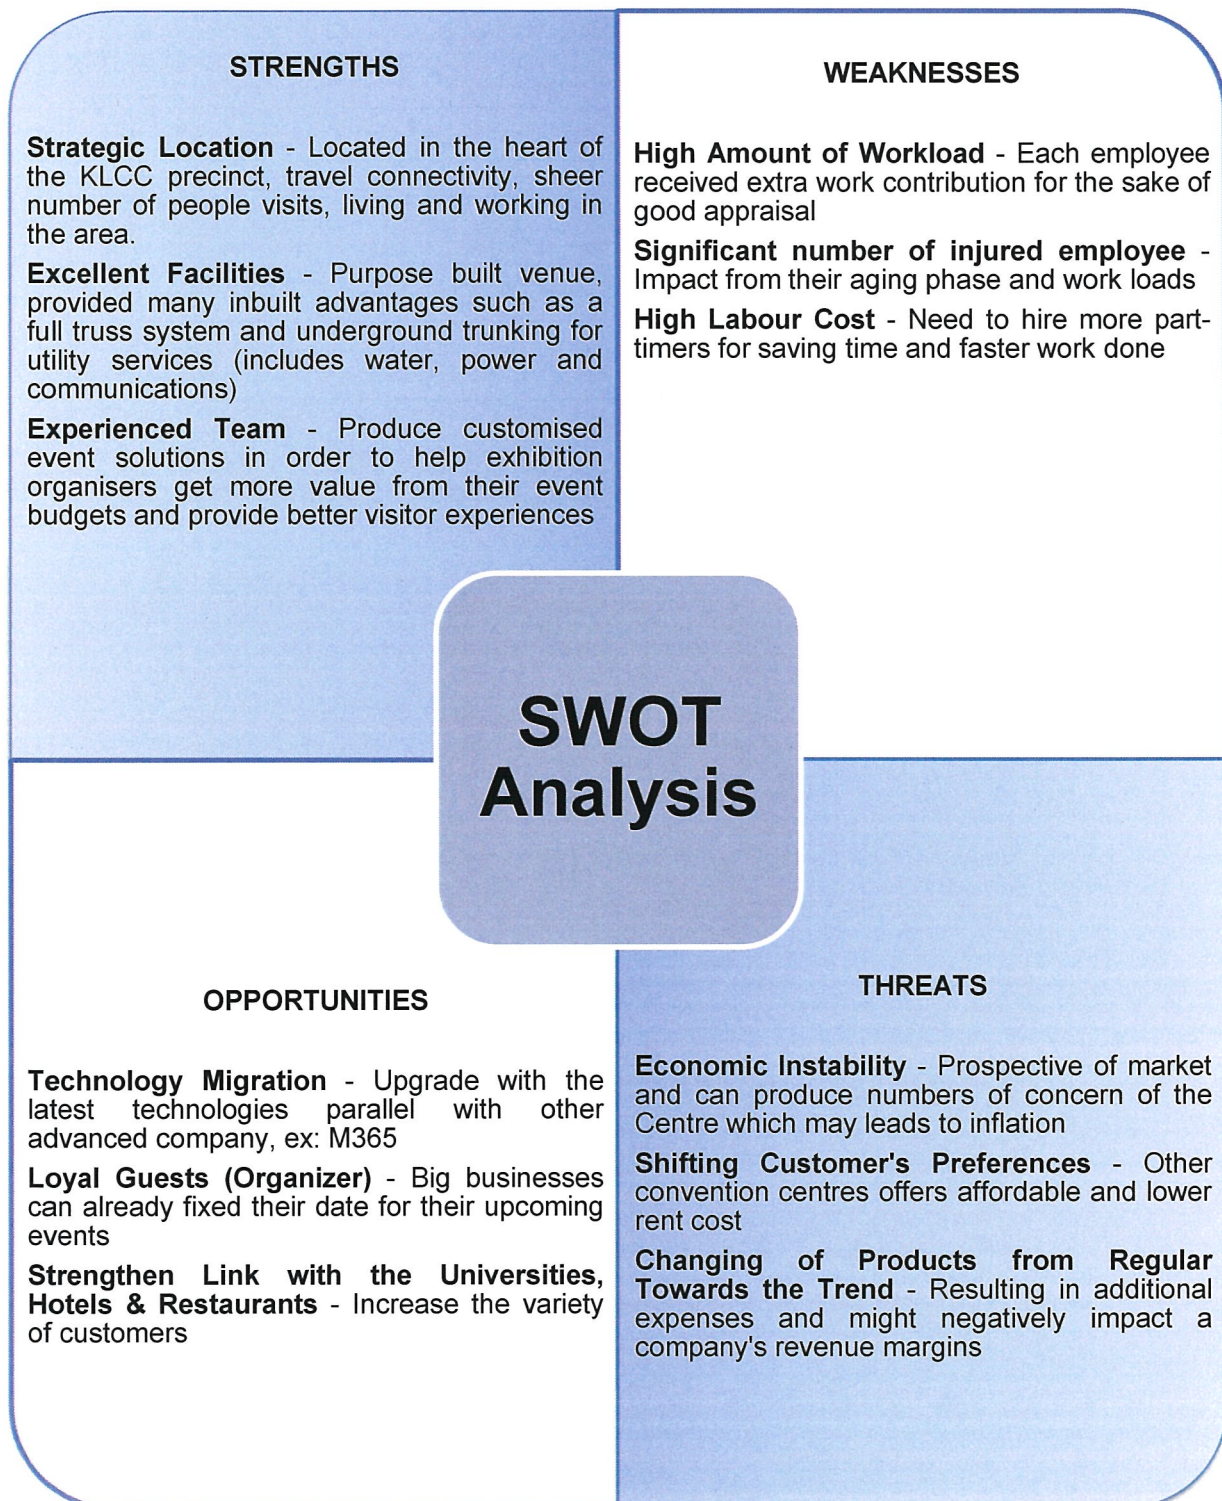 STRENGTHS
Strategic Location - Located in the heart of
the KLCC precinct, travel connectivity, sheer
number of people visits, living and working in
the area.
Excellent Facilities - Purpose built venue,
provided many inbuilt advantages such as a
full truss system and underground trunking for
utility services (includes water, power and
communications)
Experienced Team - Produce customised
event solutions in order to help exhibition
organisers get more value from their event
budgets and provide better visitor experiences
WEAKNESSES
High Amount of Workload - Each employee
received extra work contribution for the sake of
good appraisal
Significant number of injured employee -
Impact from their aging phase and work loads
High Labour Cost - Need to hire more part-
timers for saving time and faster work done
SWOT
Analysis
OPPORTUNITIES
Technology Migration - Upgrade with the
latest technologies parallel with other
advanced company, ex: M365
Loyal Guests (Organizer) - Big businesses
can already fixed their date for their upcoming
events
Strengthen Link with the Universities,
Hotels & Restaurants - Increase the variety
of customers
THREATS
Economic Instability - Prospective of market
and can produce numbers of concern of the
Centre which may leads to inflation
Shifting Customer's Preferences - Other
convention centres offers affordable and lower
rent cost
Changing of Products from Regular
Towards the Trend - Resulting in additional
expenses and might negatively impact a
company's revenue margins